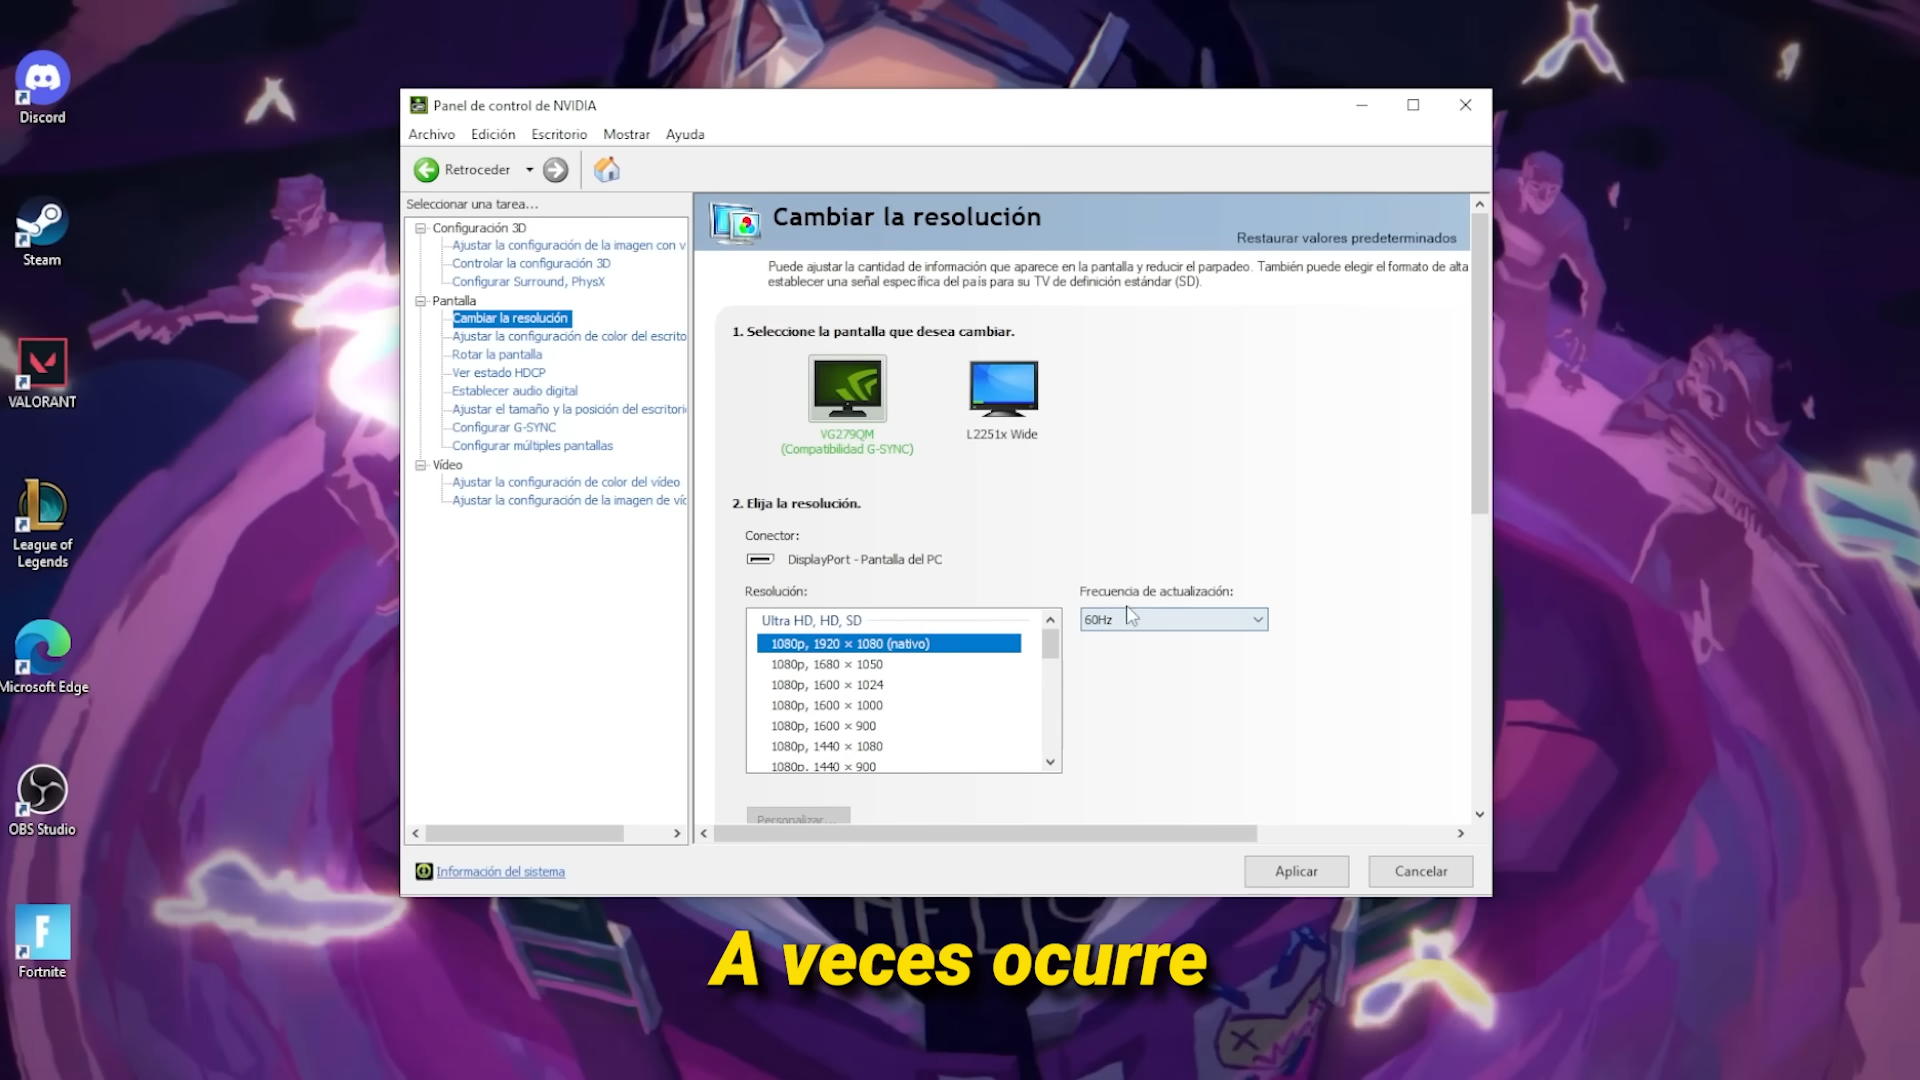 Discord
Steam
VALORANT
League of
Legends
Microsoft Edge
OBS Studio
Fortnite
Panel de control de NVIDIA
Archivo Edición Escritorio Mostrar Ayuda
Retroceder
Seleccionar una tarea...
Configuración 3D
Ajustar la configuración de la imagen con v
Controlar la configuración 3D
Configurar Surround, PhysX
Pantalla
Cambiar la resolución
Ajustar la configuración de color del escrito
Rotar la pantalla
Ver estado HDCP
Establecer audio digital
Ajustar el tamaño y la posición del escritori
Configurar G-SYNC
Configurar múltiples pantallas
Vídeo
Ajustar la configuración de color del vídeo
Ajustar la configuración de la imagen de víd
Información del sistema
Cambiar la resolución
Restaurar valores predeterminados
Puede ajustar la cantidad de información que aparece en la pantalla y reducir el parpadeo. También puede elegir el formato de alta
establecer una señal específica del país para su TV de definición estándar (SD).
1. Seleccione la pantalla que desea cambiar.
VG279QM
(Compatibilidad G-SYNC)
L2251x Wide
2. Elija la resolución.
Conector:
DisplayPort - Pantalla del PC
Resolución:
Ultra HD, HD, SD
1080p, 1920 × 1080 (nativo)
1080p, 1680 × 1050
1080p, 1600 × 1024
1080p, 1600 × 1000
1080p, 1600 × 900
1080p, 1440 × 1080
1080p, 1440 × 900
Frecuencia de actualización:
60Hz
Personalizar...
Aplicar
Cancelar
A veces ocurre